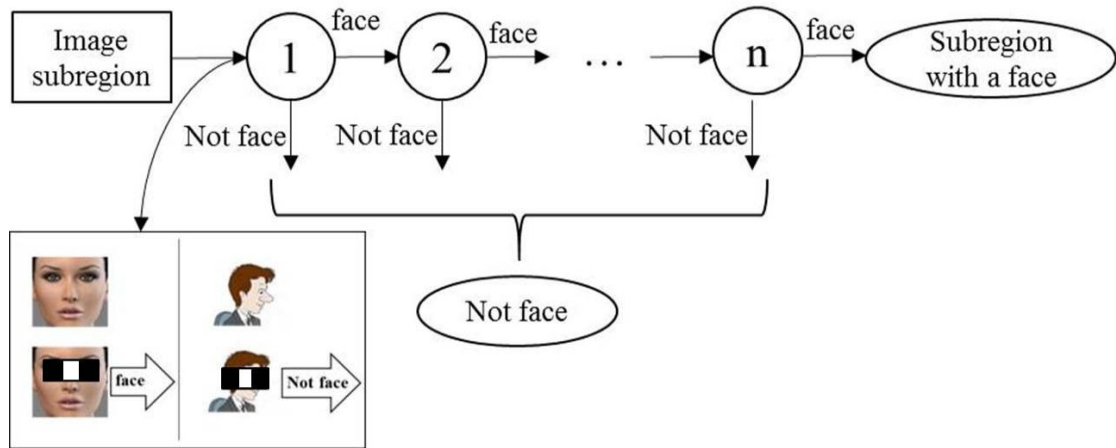 Image
subregion
1
face
2
face
...
n
face
Subregion
with a face
Not face
Not face
Not face
Not face
face
Not face